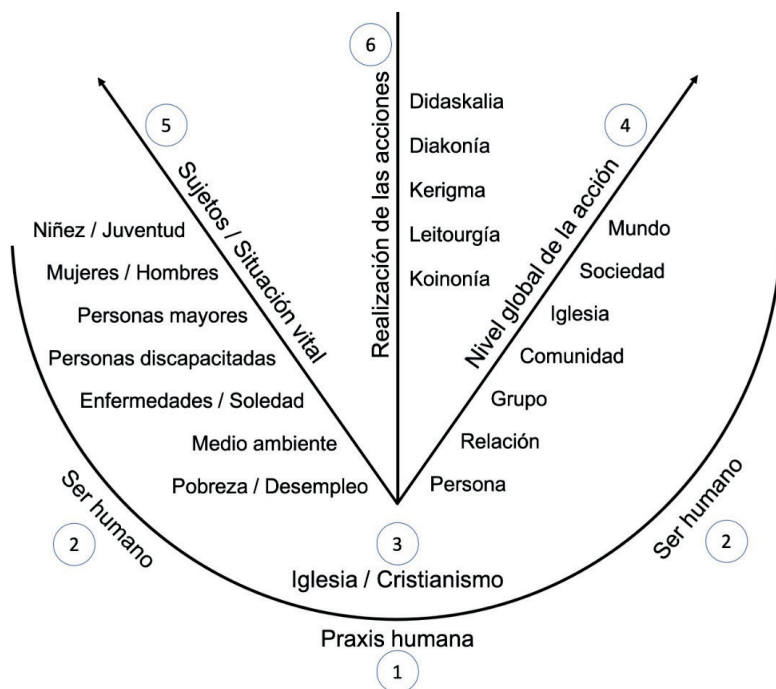 6
Realización de las acciones
Didaskalia
Diakonía
Kerigma
Leitourgía
Koinonía
5
Sujetos / Situación vital
Niñez / Juventud
Mujeres / Hombres
Personas mayores
Personas discapacitadas
Enfermedades / Soledad
Medio ambiente
Pobreza / Desempleo
4
Nivel global de la acción
Mundo
Sociedad
Iglesia
Comunidad
Grupo
Relación
Persona
Ser humano
2
Ser humano
2
3
Iglesia / Cristianismo
Praxis humana
1